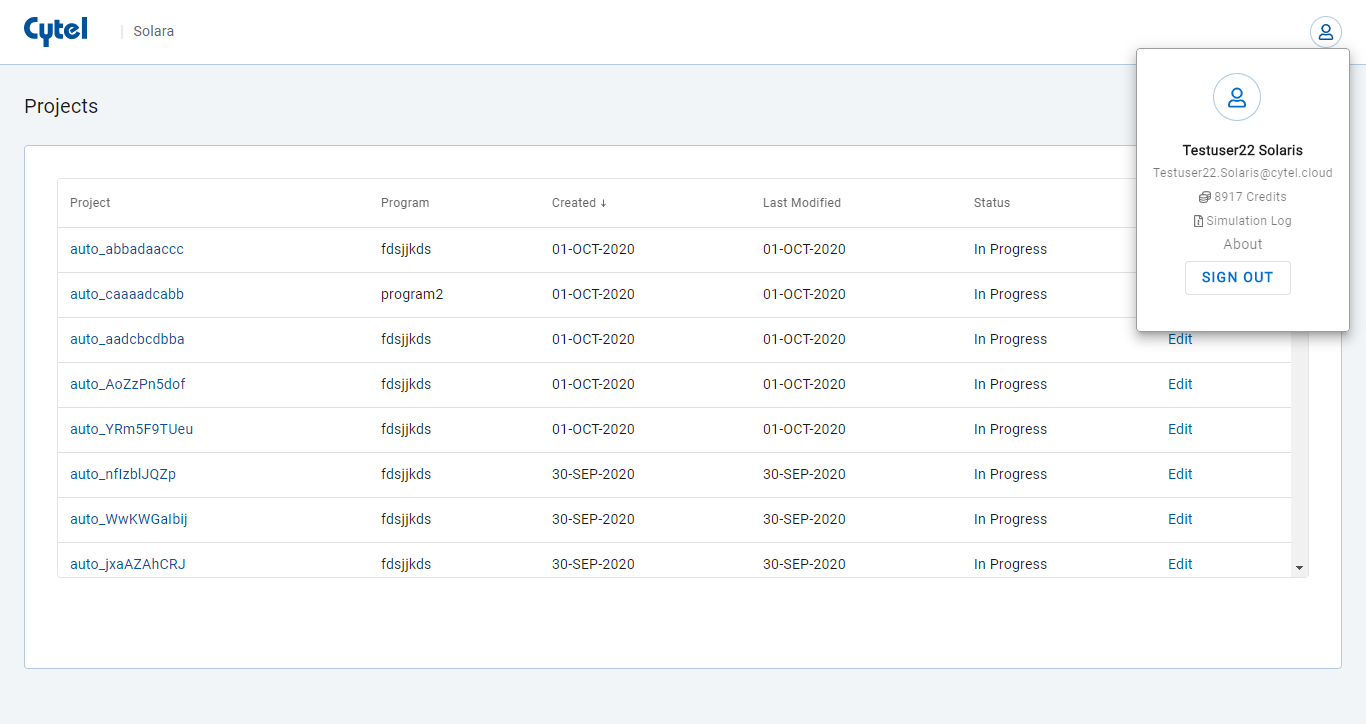 Cytel | Solara
Projects
Testuser22 Solaris
Testuser22.Solaris@cytel.cloud
8917 Credits
Simulation Log
About
SIGN OUT
Project Program Created ↓ Last Modified Status
auto_abbadaaccc fdsjjkds 01-OCT-2020 01-OCT-2020 In Progress
auto_caaaadcabb program2 01-OCT-2020 01-OCT-2020 In Progress
auto_aadcbcdbba fdsjjkds 01-OCT-2020 01-OCT-2020 In Progress Edit
auto_AoZzPn5dof fdsjjkds 01-OCT-2020 01-OCT-2020 In Progress Edit
auto_YRm5F9TUeu fdsjjkds 01-OCT-2020 01-OCT-2020 In Progress Edit
auto_nfIzblJQZp fdsjjkds 30-SEP-2020 30-SEP-2020 In Progress Edit
auto_WwKWGaIbij fdsjjkds 30-SEP-2020 30-SEP-2020 In Progress Edit
auto_jxaAZAhCRJ fdsjjkds 30-SEP-2020 30-SEP-2020 In Progress Edit